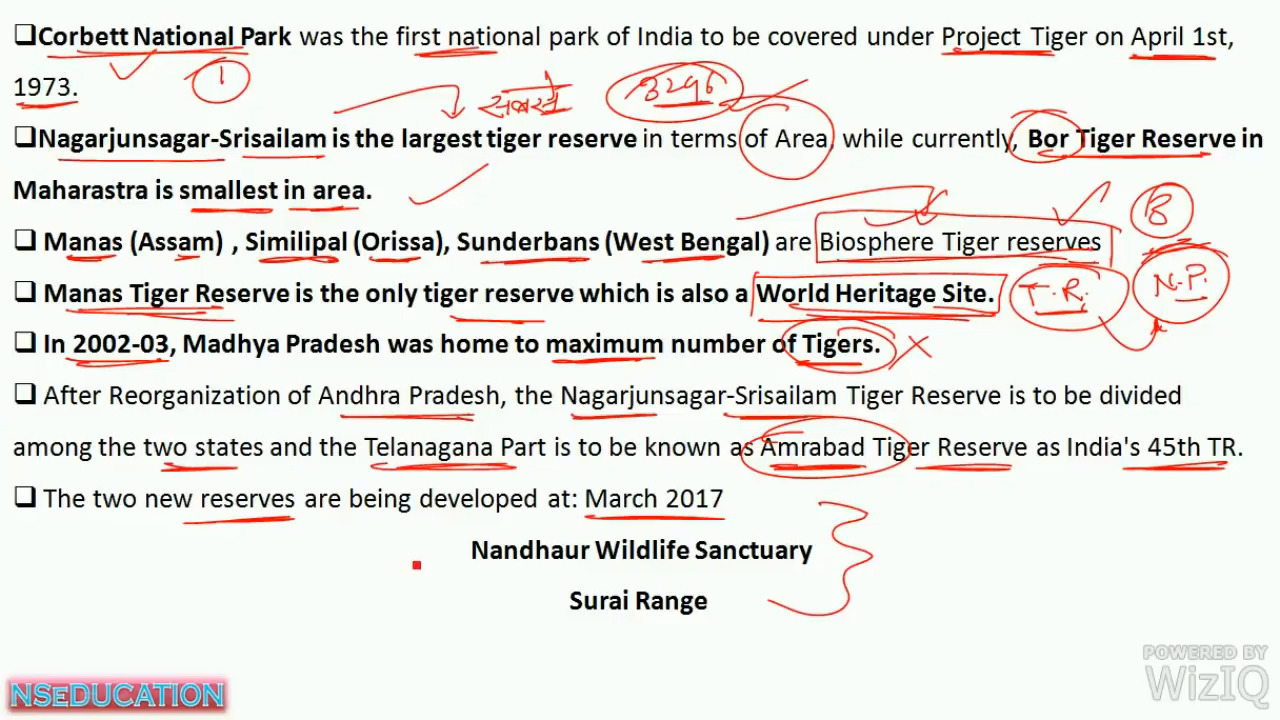 ❑Corbett National Park was the first national park of India to be covered under Project Tiger on April 1st,
1973.
1
सबसे
3296
❑Nagarjunsagar-Srisailam is the largest tiger reserve in terms of Area, while currently, Bor Tiger Reserve in
Maharastra is smallest in area.
8
❑ Manas (Assam) , Similipal (Orissa), Sunderbans (West Bengal) are Biosphere Tiger reserves
❑ Manas Tiger Reserve is the only tiger reserve which is also a World Heritage Site.
T.R.
N.P.
❑ In 2002-03, Madhya Pradesh was home to maximum number of Tigers.
❑ After Reorganization of Andhra Pradesh, the Nagarjunsagar-Srisailam Tiger Reserve is to be divided
among the two states and the Telanagana Part is to be known as Amrabad Tiger Reserve as India's 45th TR.
❑ The two new reserves are being developed at: March 2017
Nandhaur Wildlife Sanctuary
Surai Range
NSEDUCATION
POWERED BY
WizIQ